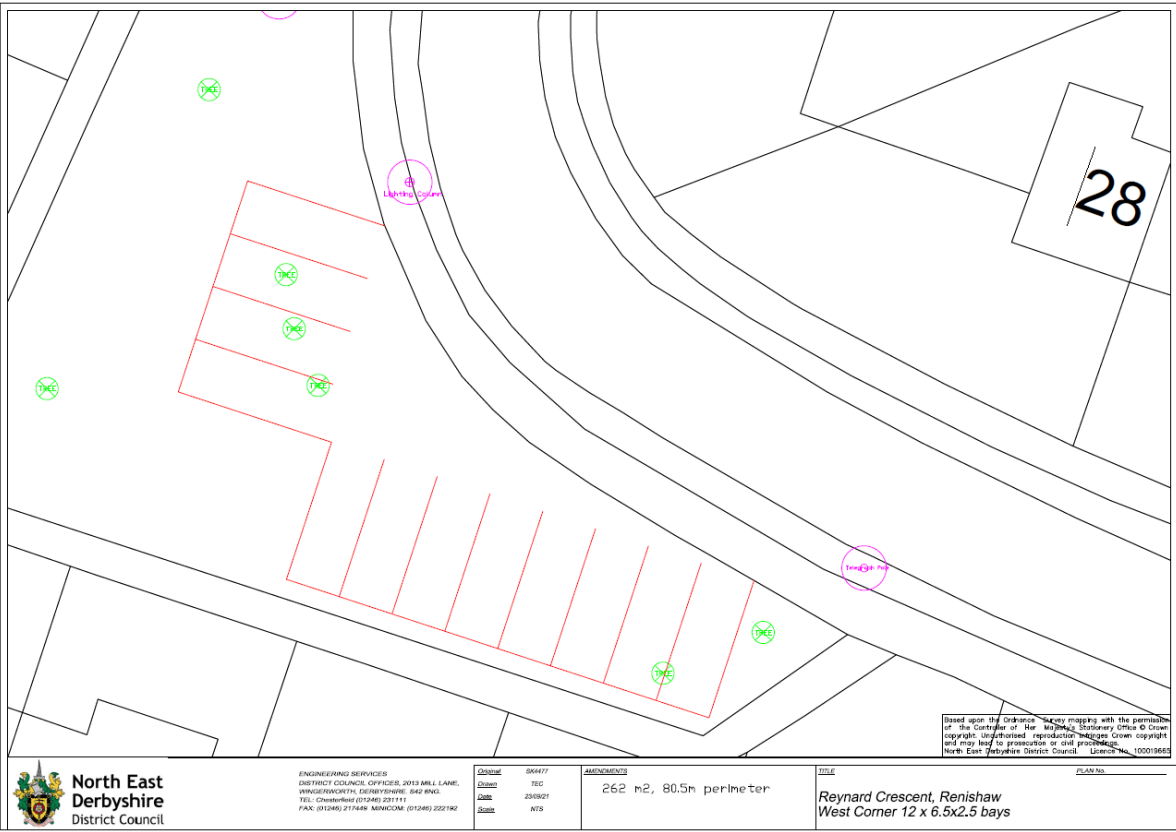 TREE
Lighting Column
28
TREE
TREE
TREE
TREE
Telegraph Pole
TREE
TREE
Based upon the Ordnance Survey mapping with the permission
of the Controller of Her Majesty's Stationery Office © Crown
copyright. Unauthorised reproduction infringes Crown copyright
and may lead to prosecution or civil proceedings.
North East Derbyshire District Council. Licence No. 100019665
North East
Derbyshire
District Council
ENGINEERING SERVICES
DISTRICT COUNCIL OFFICES, 2013 MILL LANE,
WINGERWORTH, DERBYSHIRE. S42 6NG.
TEL: Chesterfield (01246) 231111
FAX: (01246) 217449 MINICOM: (01246) 222192
Original SK4477
Drawn TEC
Date 23/09/21
Scale NTS
AMENDMENTS
262 m2, 80.5m perimeter
TITLE
Reynard Crescent, Renishaw
West Corner 12 x 6.5x2.5 bays
PLAN No.